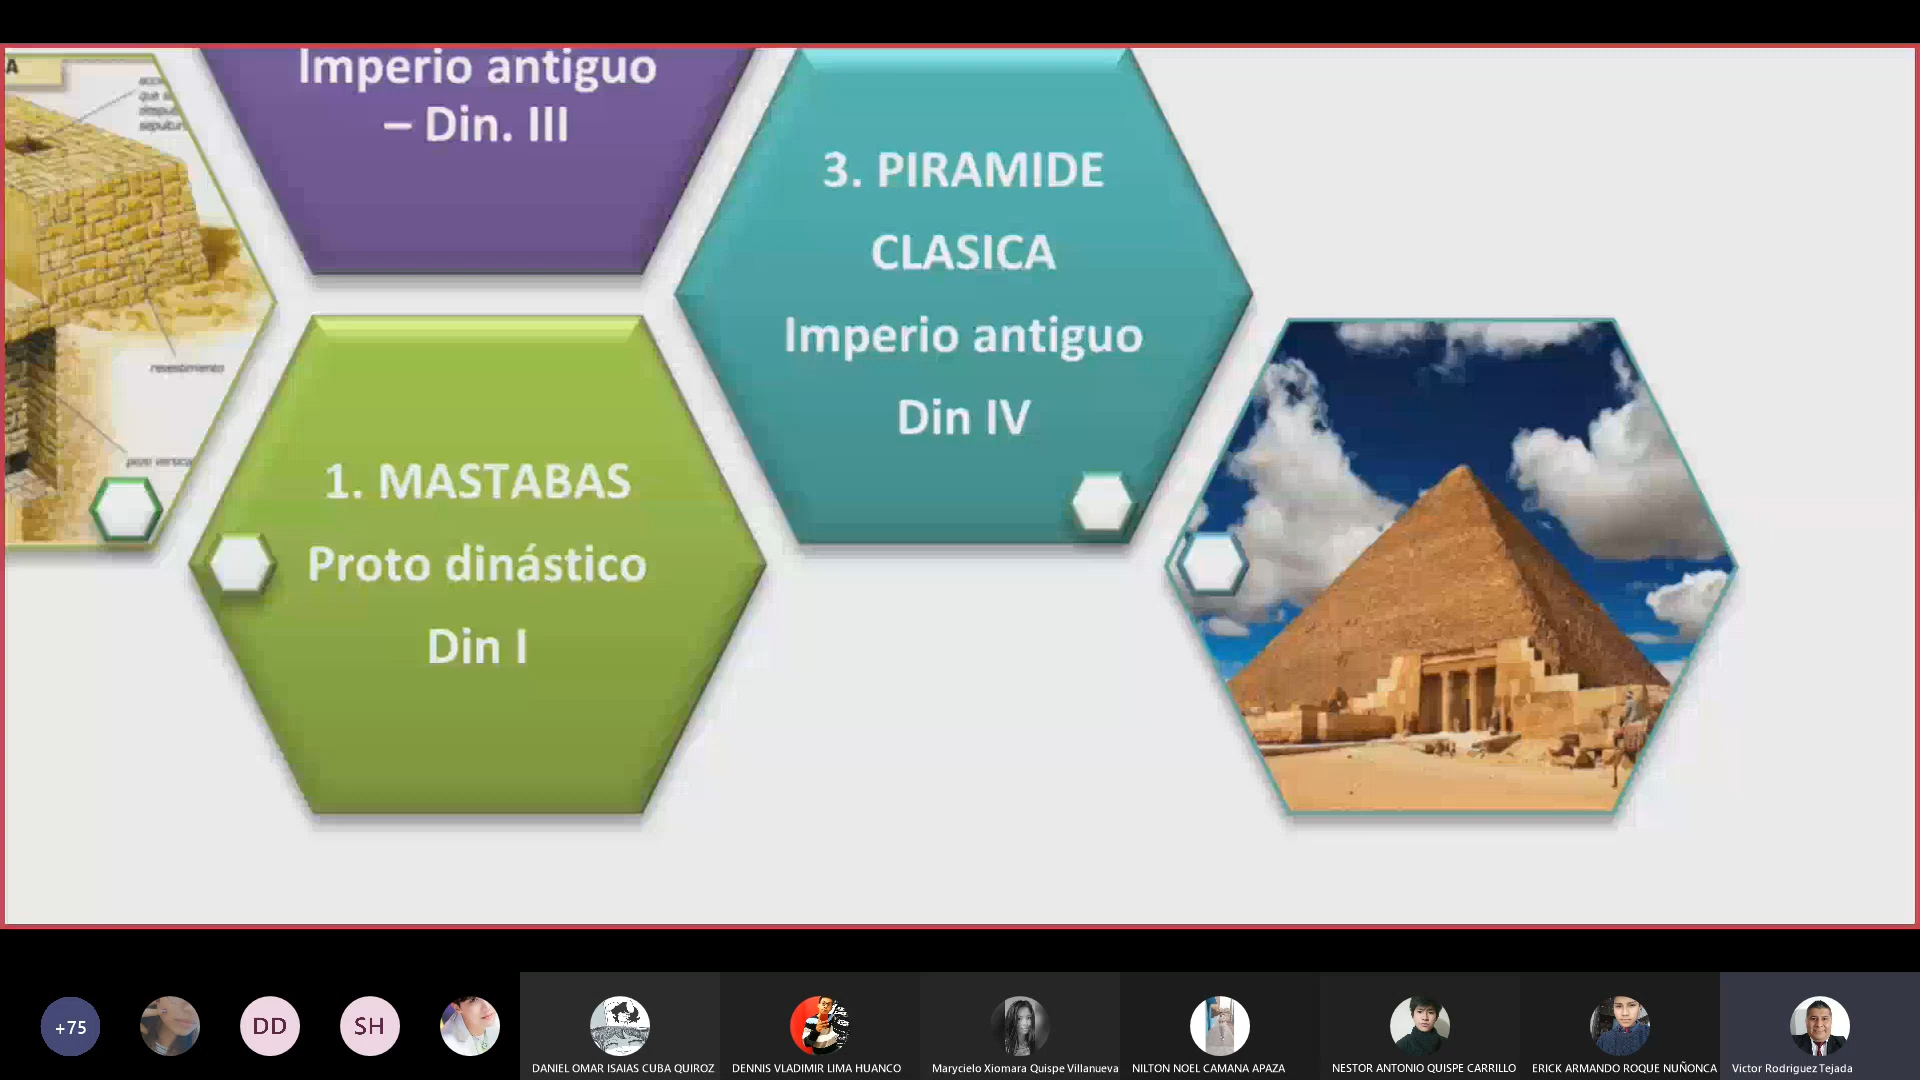 A
Imperio antiguo
– Din. III
3. PIRAMIDE
CLASICA
Imperio antiguo
Din IV
revestimiento
1. MASTABAS
Proto dinástico
Din I
+75
DD
SH
DANIEL OMAR ISAIAS CUBA QUIROZ
DENNIS VLADIMIR LIMA HUANCO
Marycielo Xiomara Quispe Villanueva
NILTON NOEL CAMANA APAZA
NESTOR ANTONIO QUISPE CARRILLO
ERICK ARMANDO ROQUE NUÑONCA
Victor Rodriguez Tejada